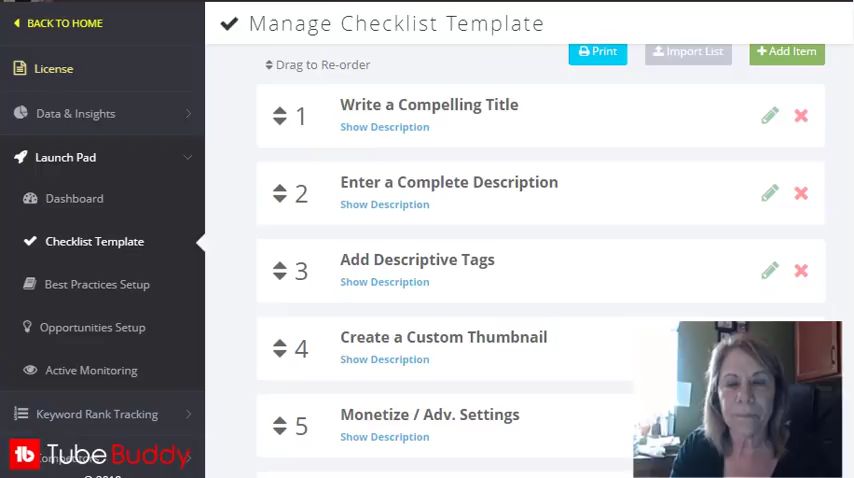 BACK TO HOME
License
Data & Insights
Launch Pad
Dashboard
Checklist Template
Best Practices Setup
Opportunities Setup
Active Monitoring
Keyword Rank Tracking
TubeBuddy
Manage Checklist Template
Drag to Re-order
Print
Import List
+Add Item
1
Write a Compelling Title
Show Description
2
Enter a Complete Description
Show Description
3
Add Descriptive Tags
Show Description
4
Create a Custom Thumbnail
Show Description
5
Monetize / Adv. Settings
Show Description